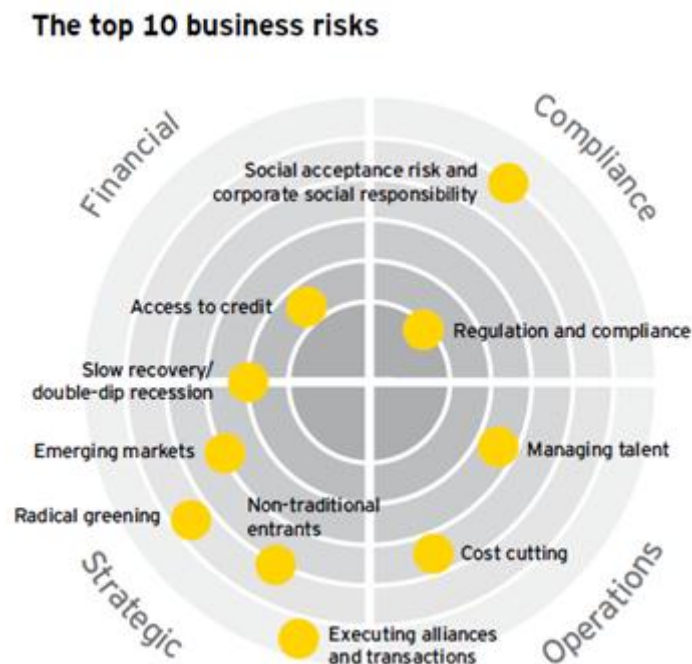 The top 10 business risks
Financial
Compliance
Social acceptance risk and
corporate social responsibility
Access to credit
Regulation and compliance
Slow recovery/
double-dip recession
Emerging markets
Managing talent
Radical greening
Non-traditional
entrants
Cost cutting
Strategic
Operations
Executing alliances
and transactions